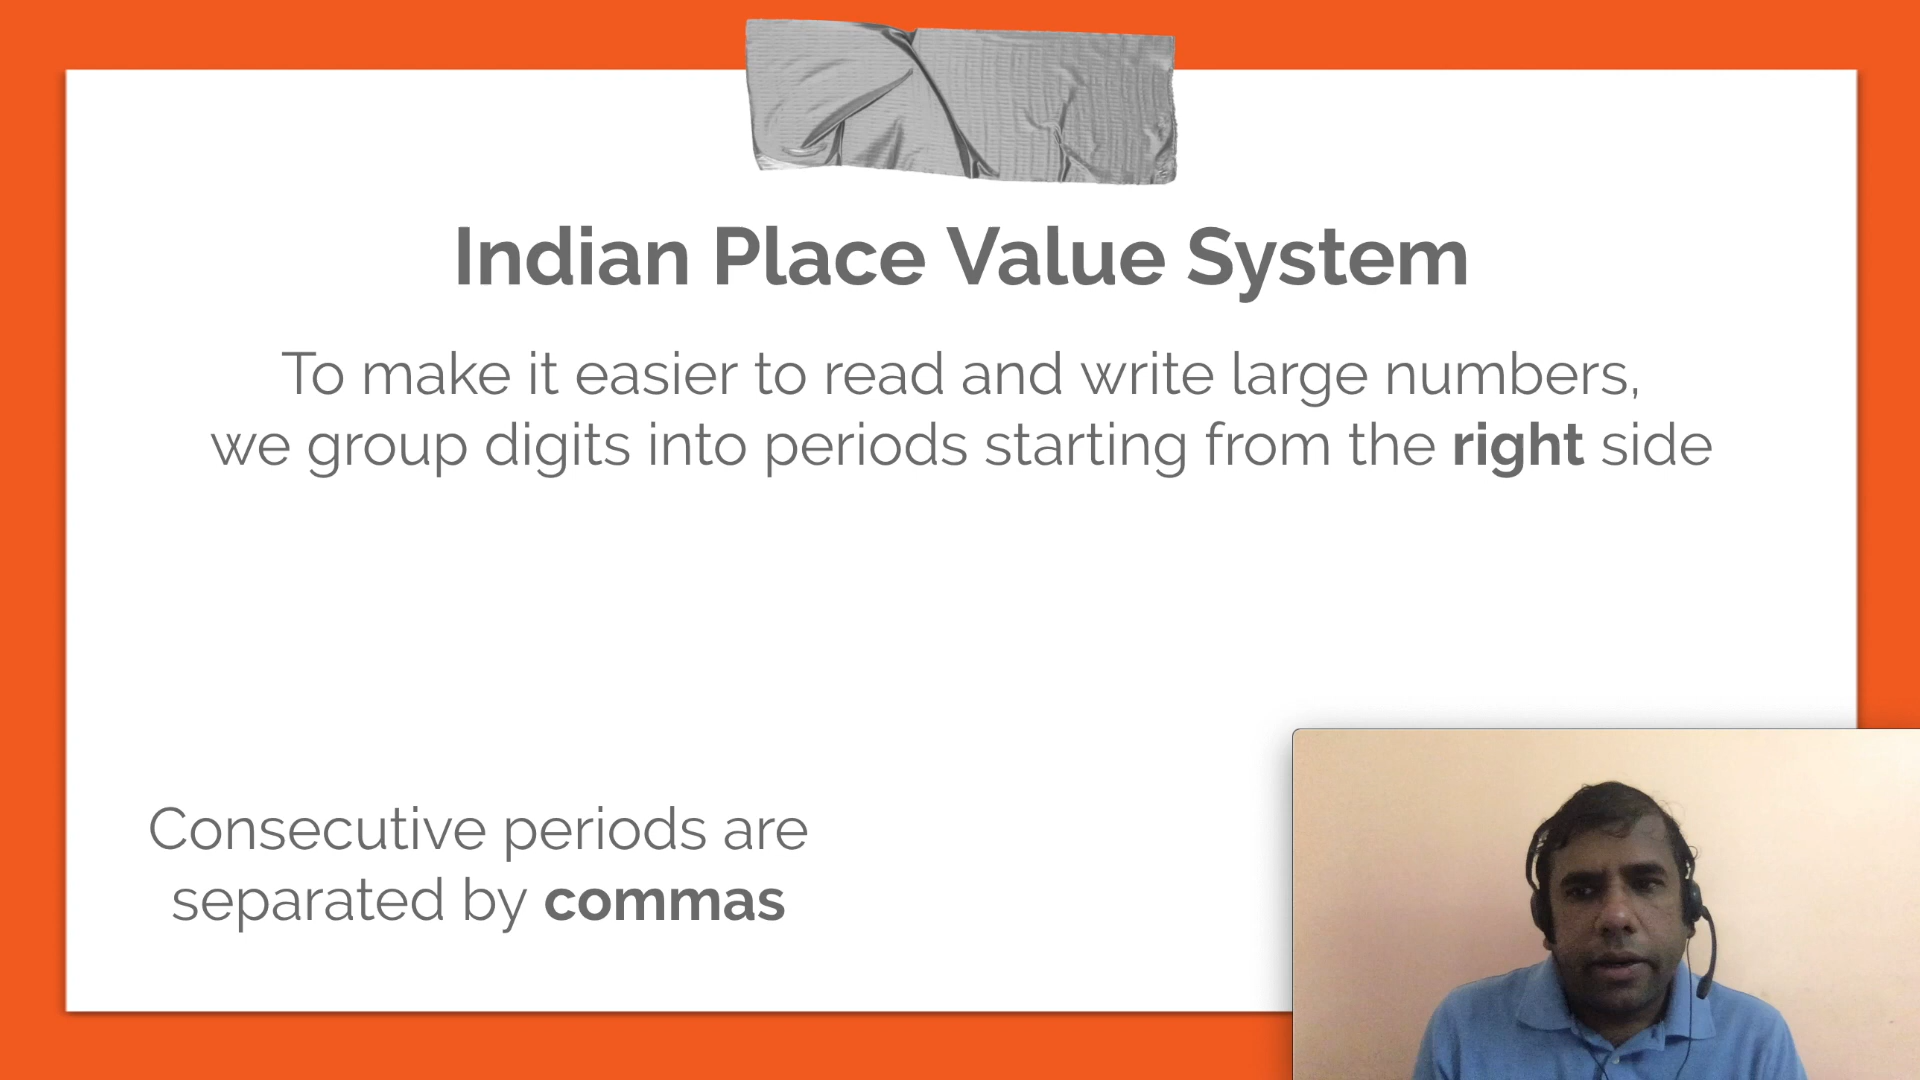 Indian Place Value System
To make it easier to read and write large numbers,
we group digits into periods starting from the right side
Consecutive periods are
separated by commas